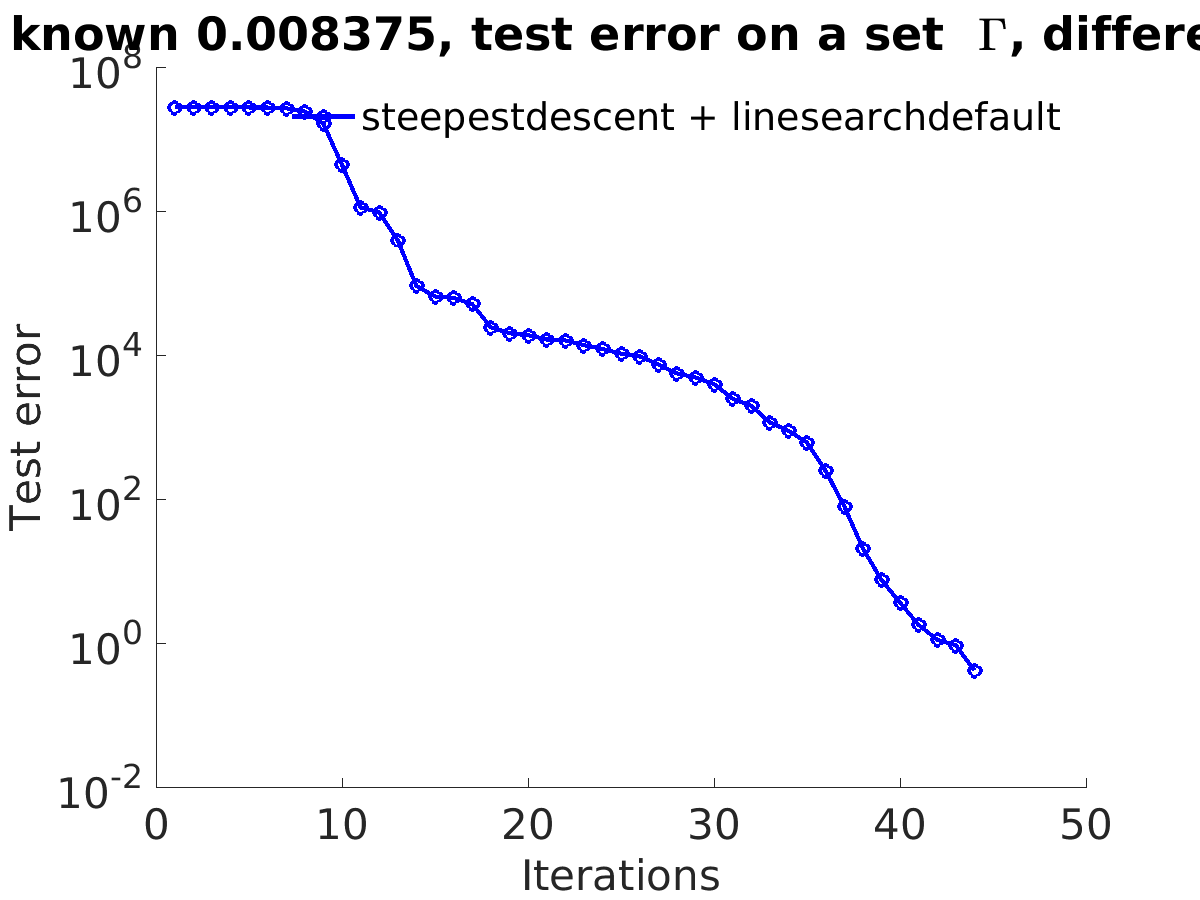 known 0.008375, test error on a set Γ, differe
steepestdescent + linesearchdefault
Test error
10^8
10^6
10^4
10^2
10^0
10^-2
0 10 20 30 40 50
Iterations